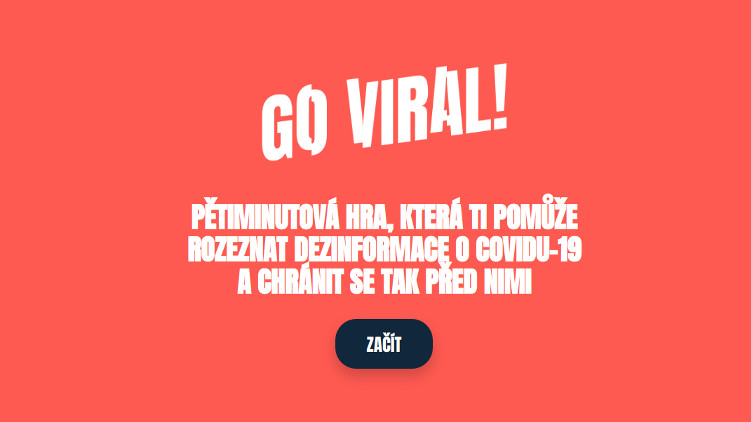 GO VIRAL!
PĚTIMINUTOVÁ HRA, KTERÁ TI POMŮŽE
ROZEZNAT DEZINFORMACE O COVIDU-19
A CHRÁNIT SE TAK PŘED NIMI
ZAČÍT